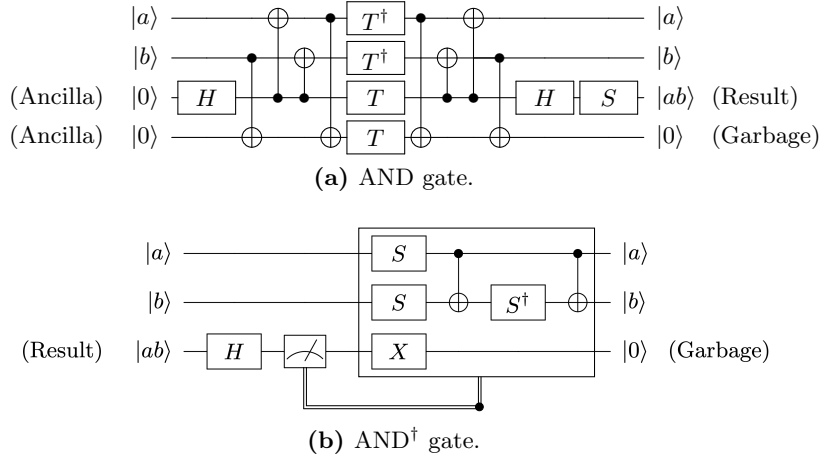 |a⟩ T† |a⟩
|b⟩ T† |b⟩
(Ancilla) |0⟩ H T H S |ab⟩ (Result)
(Ancilla) |0⟩ T |0⟩ (Garbage)
(a) AND gate.
|a⟩ S |a⟩
|b⟩ S S† |b⟩
(Result) |ab⟩ H X |0⟩ (Garbage)
(b) AND† gate.